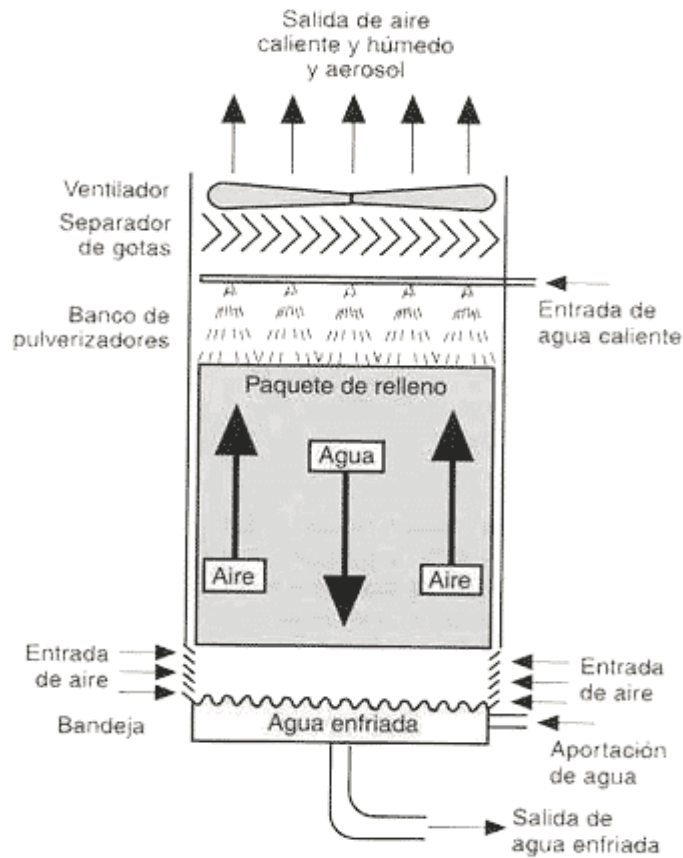 Salida de aire
caliente y húmedo
y aerosol
Ventilador
Separador
de gotas
Banco de
pulverizadores
Entrada de
agua caliente
Paquete de relleno
Agua
Aire
Aire
Entrada
de aire
Entrada
de aire
Bandeja
Agua enfriada
Aportación
de agua
Salida de
agua enfriada